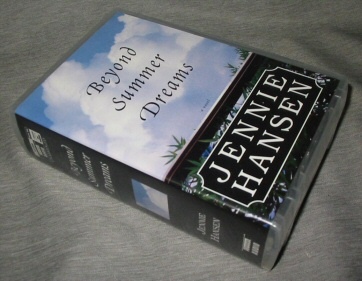 Beyond
Summer
Dreams
JENNIE
HANSEN
Beyond
Summer
Dreams
JENNIE
HANSEN